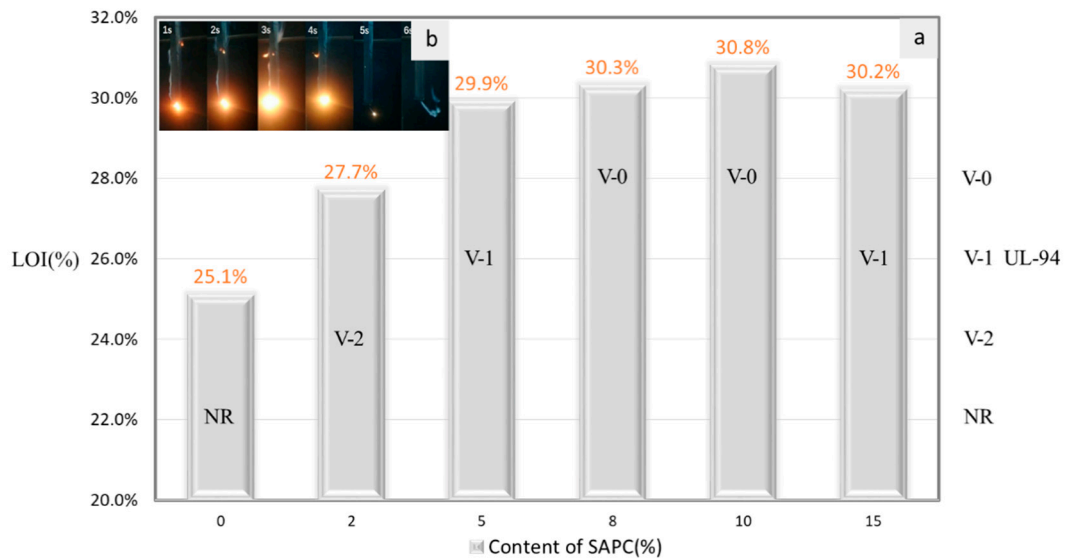 32.0%
30.0%
28.0%
26.0%
24.0%
22.0%
20.0%
LOI(%)
1s 2s 3s 4s 5s 6s
b
a
25.1%
27.7%
29.9%
30.3%
30.8%
30.2%
NR
V-2
V-1
V-0
V-0
V-1
V-0
V-1 UL-94
V-2
NR
0 2 5 8 10 15
Content of SAPC(%)